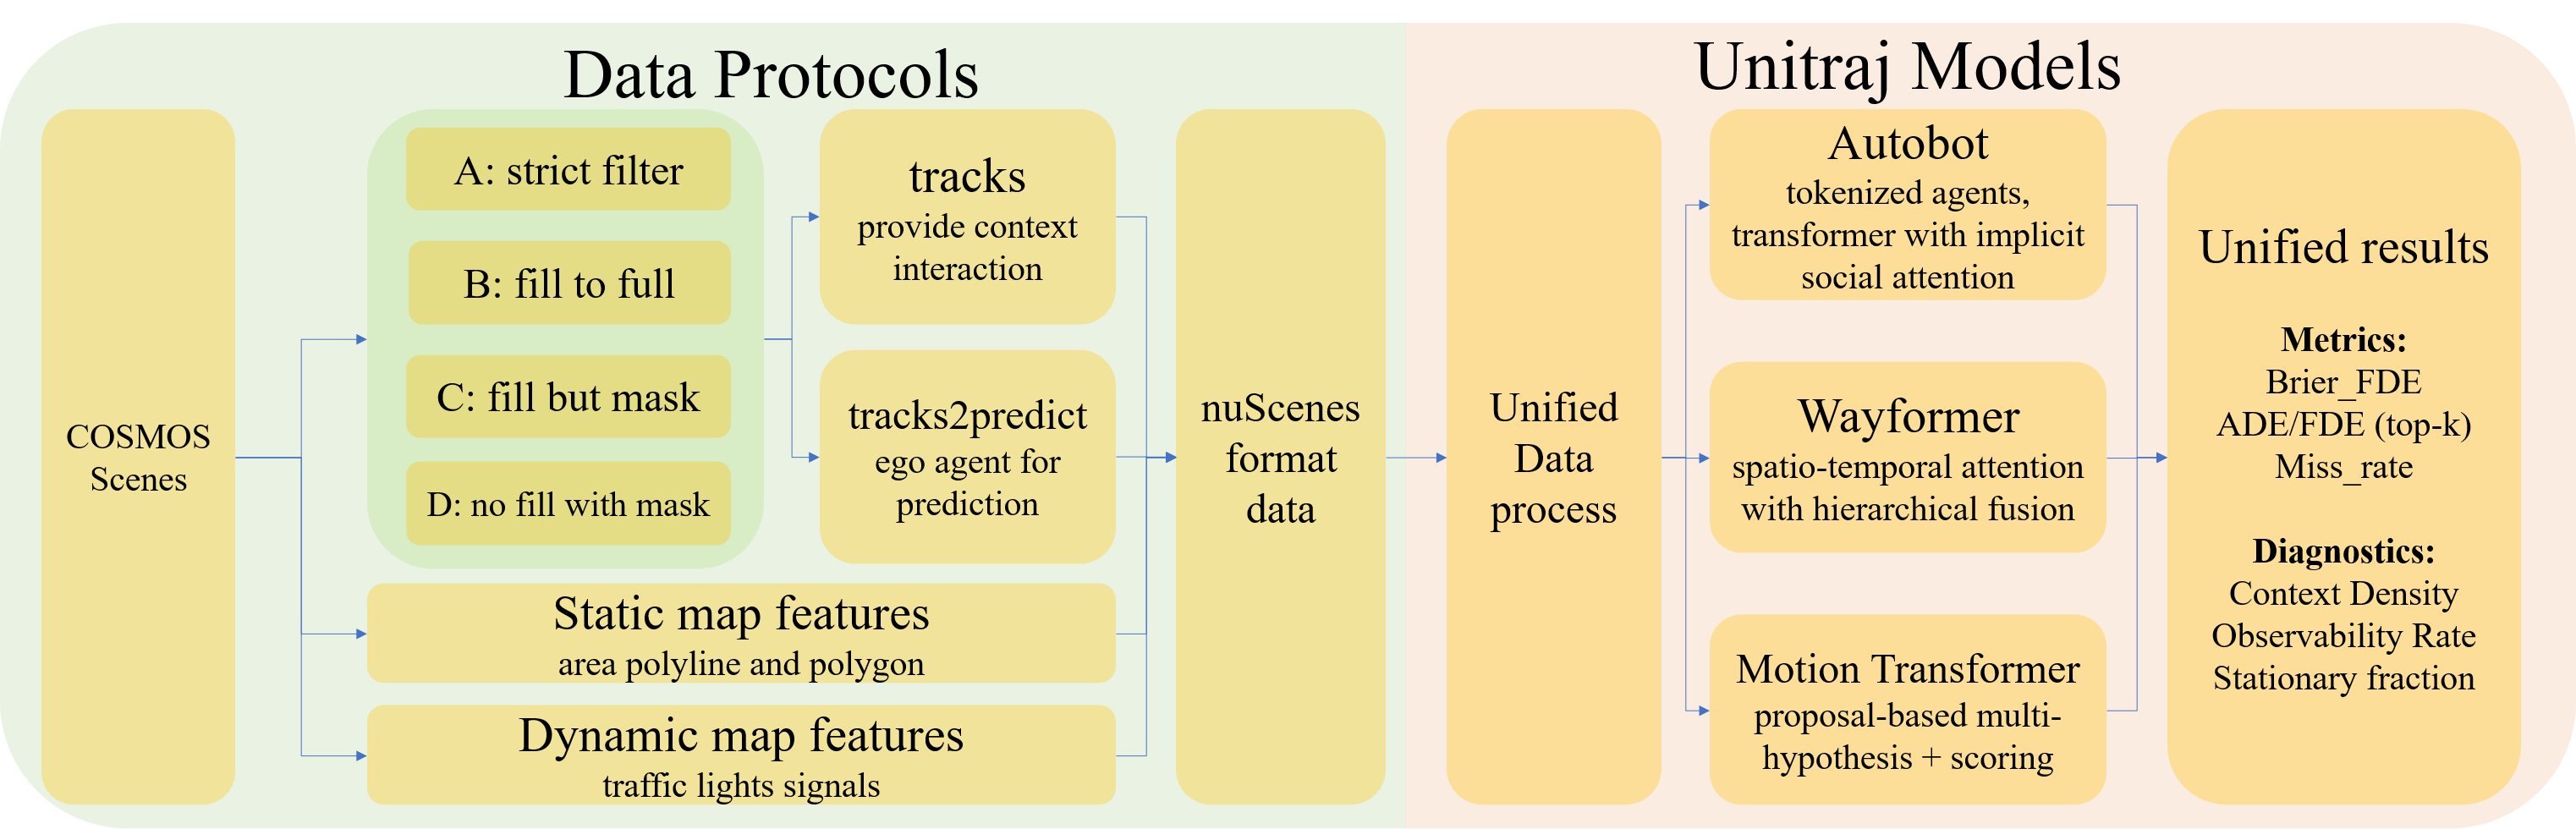 Data Protocols
COSMOS
Scenes
A: strict filter
B: fill to full
C: fill but mask
D: no fill with mask
tracks
provide context
interaction
tracks2predict
ego agent for
prediction
Static map features
area polyline and polygon
Dynamic map features
traffic lights signals
nuScenes
format
data
Unitraj Models
Unified
Data
process
Autobot
tokenized agents,
transformer with implicit
social attention
Wayformer
spatio-temporal attention
with hierarchical fusion
Motion Transformer
proposal-based multi-
hypothesis + scoring
Unified results
Metrics:
Brier_FDE
ADE/FDE (top-k)
Miss_rate
Diagnostics:
Context Density
Observability Rate
Stationary fraction